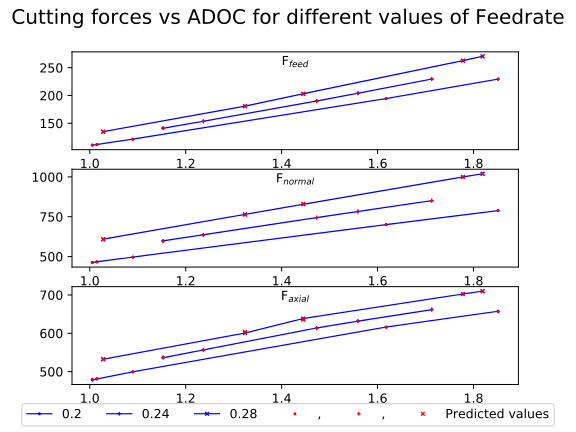 Cutting forces vs ADOC for different values of Feedrate
F_feed
250
200
150
1.0 1.2 1.4 1.6 1.8
F_normal
1000
750
500
1.0 1.2 1.4 1.6 1.8
F_axial
700
600
500
1.0 1.2 1.4 1.6 1.8
0.2 0.24 0.28 , , Predicted values